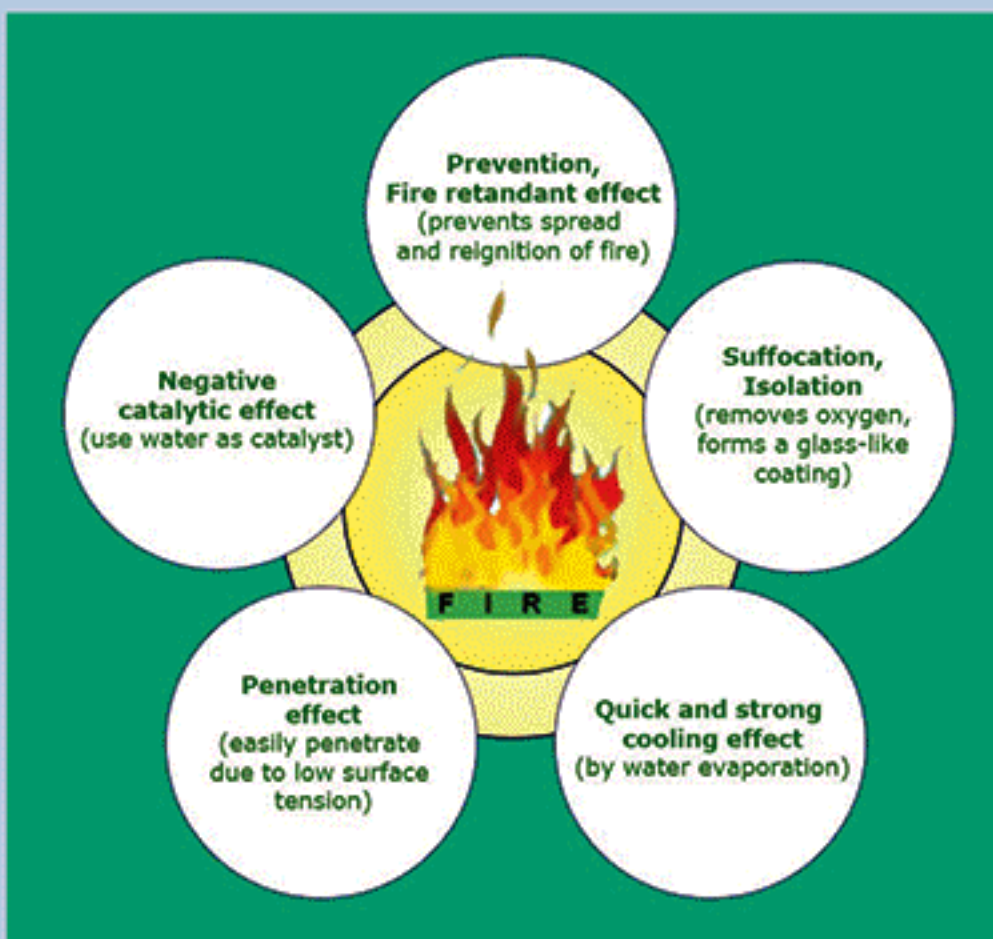 Prevention,
Fire retandant effect
(prevents spread
and reignition of fire)
Suffocation,
Isolation
(removes oxygen,
forms a glass-like
coating)
Quick and strong
cooling effect
(by water evaporation)
Penetration
effect
(easily penetrate
due to low surface
tension)
Negative
catalytic effect
(use water as catalyst)
F I R E